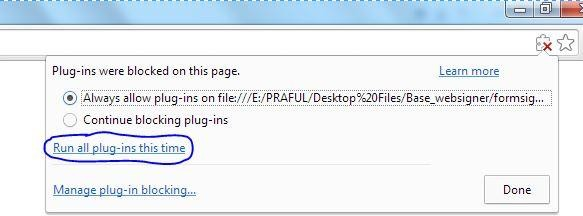 Plug-ins were blocked on this page.
Learn more
Always allow plug-ins on file:///E:/PRAFUL/Desktop%20Files/Base_websigner/formsig...
Continue blocking plug-ins
Run all plug-ins this time
Manage plug-in blocking...
Done